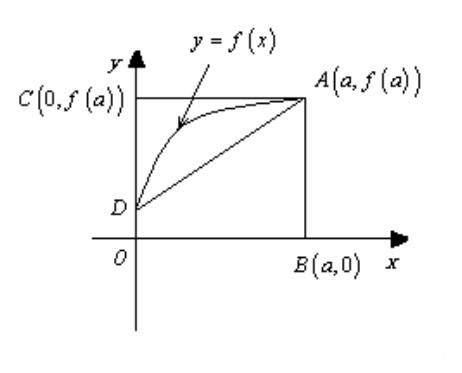 y = f(x)
y
C(0, f(a))
A(a, f(a))
D
O
B(a,0)
x